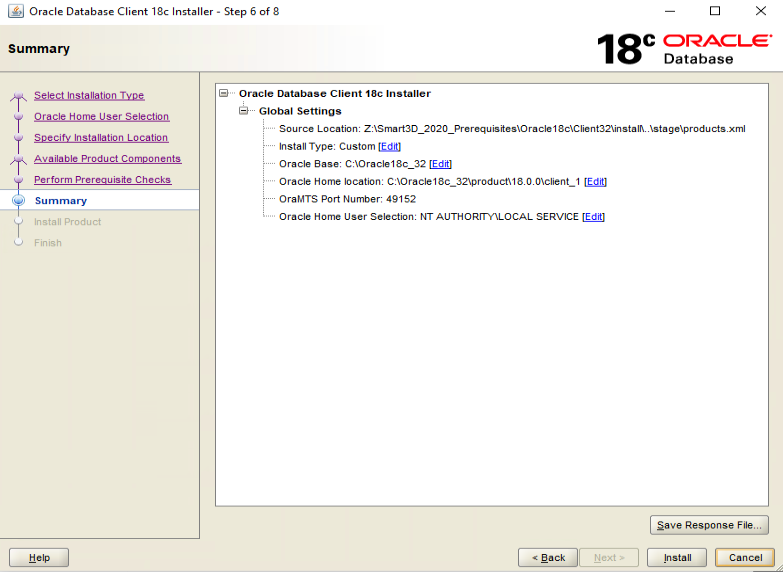 Oracle Database Client 18c Installer - Step 6 of 8
Summary
18c ORACLE
Database
Select Installation Type
Oracle Home User Selection
Specify Installation Location
Available Product Components
Perform Prerequisite Checks
Summary
Install Product
Finish
Oracle Database Client 18c Installer
Global Settings
Source Location: Z:\Smart3D_2020_Prerequisites\Oracle18c\Client32\install\..\stage\products.xml
Install Type: Custom [Edit]
Oracle Base: C:\Oracle18c_32 [Edit]
Oracle Home location: C:\Oracle18c_32\product\18.0.0\client_1 [Edit]
OraMTS Port Number: 49152
Oracle Home User Selection: NT AUTHORITY\LOCAL SERVICE [Edit]
Save Response File...
Help
< Back
Next >
Install
Cancel